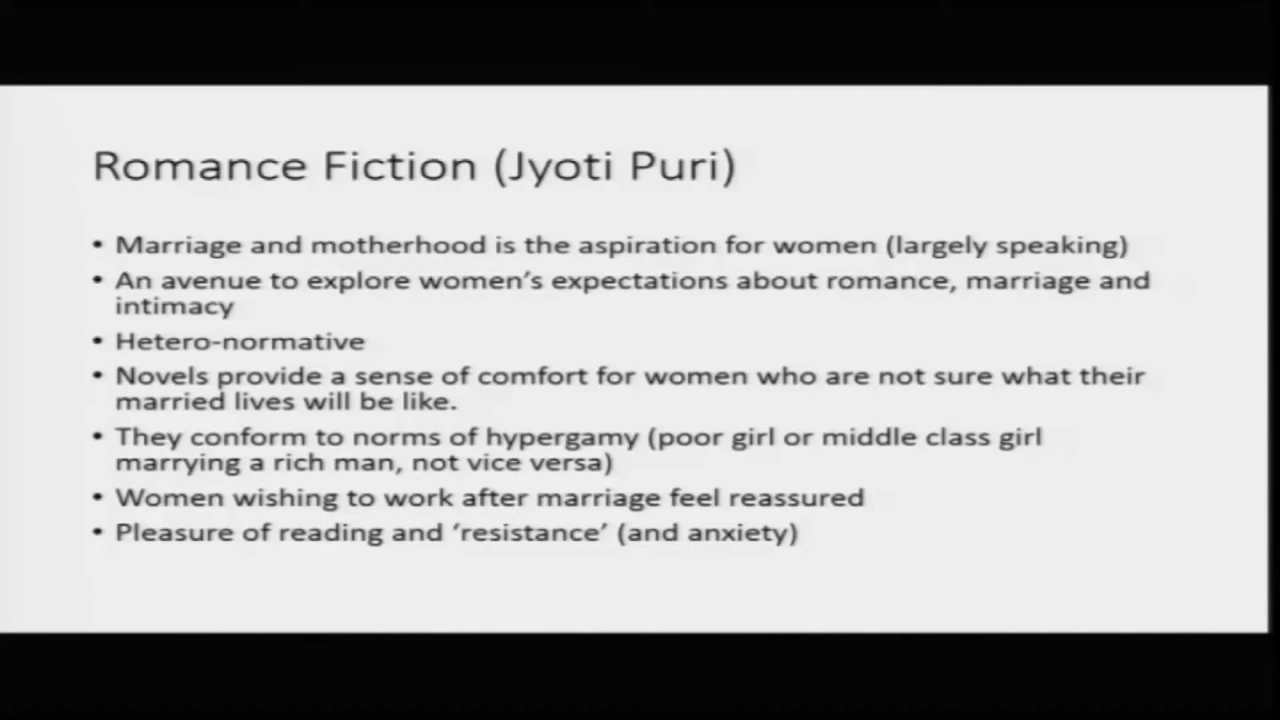 Romance Fiction (Jyoti Puri)
• Marriage and motherhood is the aspiration for women (largely speaking)
• An avenue to explore women's expectations about romance, marriage and
intimacy
• Hetero-normative
• Novels provide a sense of comfort for women who are not sure what their
married lives will be like.
• They conform to norms of hypergamy (poor girl or middle class girl
marrying a rich man, not vice versa)
• Women wishing to work after marriage feel reassured
• Pleasure of reading and ‘resistance’ (and anxiety)